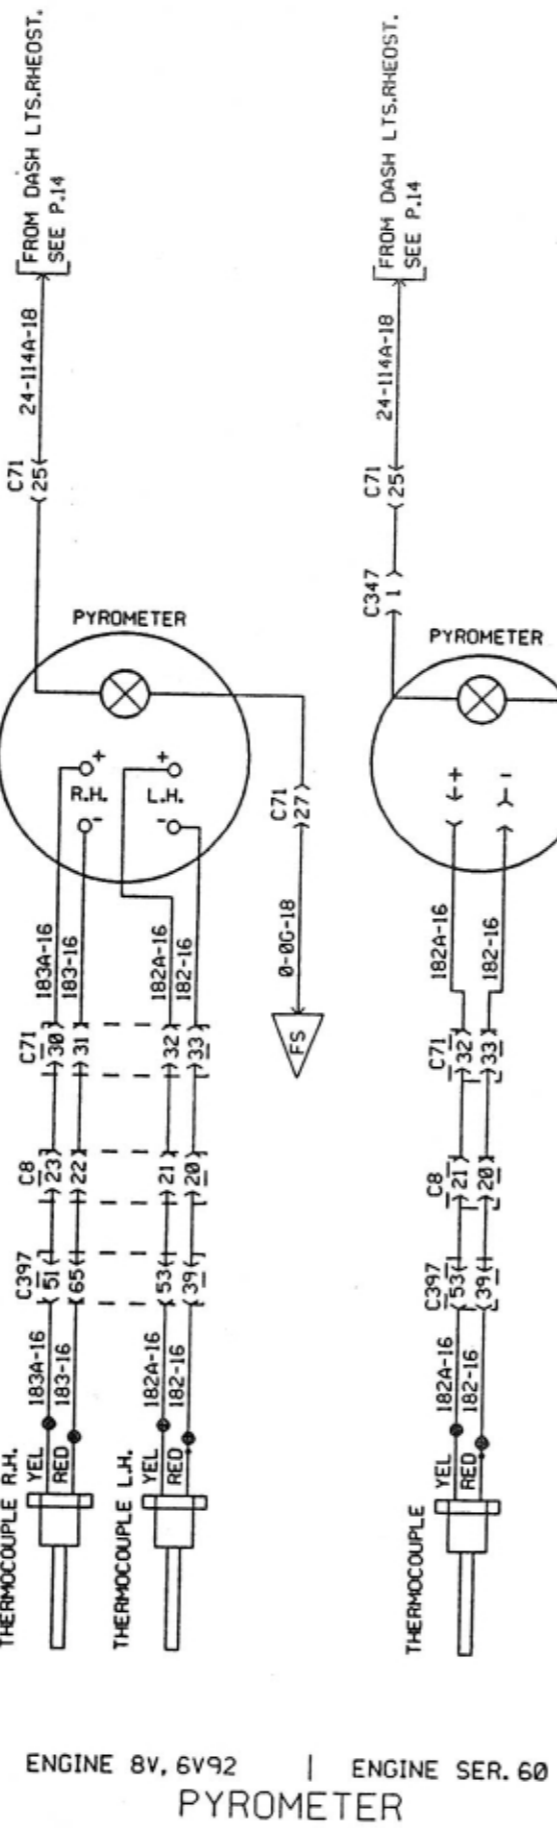 [FROM DASH LTS.RHEOST.
SEE P.14]
24-114A-18
C71
25
PYROMETER
+
+
R.H.
L.H.
-
-
C71
27
0-0G-18
FS
183A-16
183-16
182A-16
182-16
C71
30
31
32
33
C8
23
22
21
20
C397
51
65
53
39
183A-16
183-16
182A-16
182-16
YEL
RED
YEL
RED
THERMOCOUPLE R.H.
THERMOCOUPLE L.H.
[FROM DASH LTS.RHEOST.
SEE P.14]
24-114A-18
C71
25
C347
1
PYROMETER
+
-
182A-16
182-16
C71
32
33
C8
21
20
C397
53
39
182A-16
182-16
YEL
RED
THERMOCOUPLE
ENGINE 8V, 6V92 | ENGINE SER. 60
PYROMETER